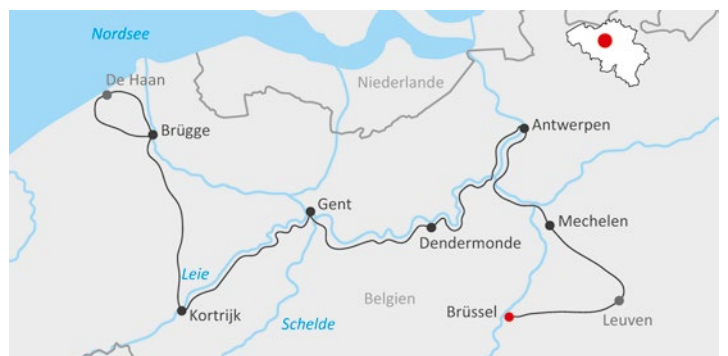 Nordsee
De Haan
Niederlande
Brügge
Antwerpen
Gent
Mechelen
Dendermonde
Leie
Belgien
Brüssel
Kortrijk
Schelde
Leuven